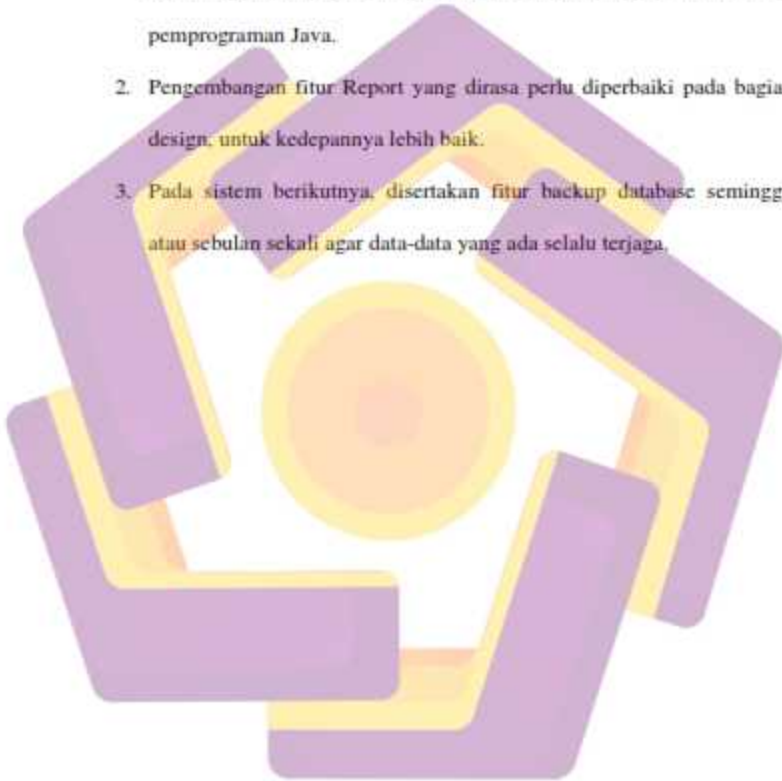 pemprograman Java.
2. Pengembangan fitur Report yang dirasa perlu diperbaiki pada bagia
design, untuk kedepannya lebih baik.
3. Pada sistem berikutnya, disertakan fitur backup database semingg
atau sebulan sekali agar data-data yang ada selalu terjaga.